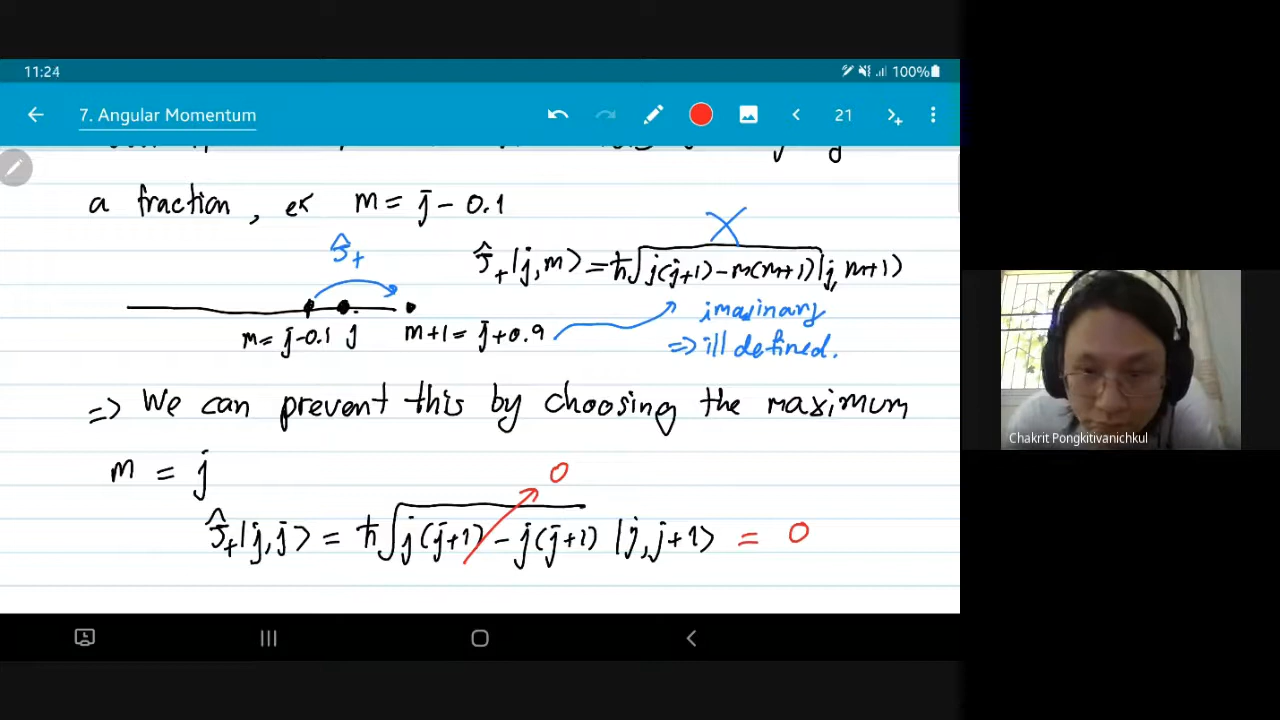 11:24
100%
7. Angular Momentum
21
a fraction, ex m = j - 0.1
Ĵ₊
Ĵ₊|j,m⟩ = ħ√j(j+1) - m(m+1) |j, m+1⟩
m = j-0.1 j m+1 = j+0.9
imaginary
⇒ ill defined.
⇒ We can prevent this by choosing the maximum
m = j
0
Ĵ₊|j,j⟩ = ħ√j(j+1) - j(j+1) |j, j+1⟩ = 0
Chakrit Pongkitivanichkul